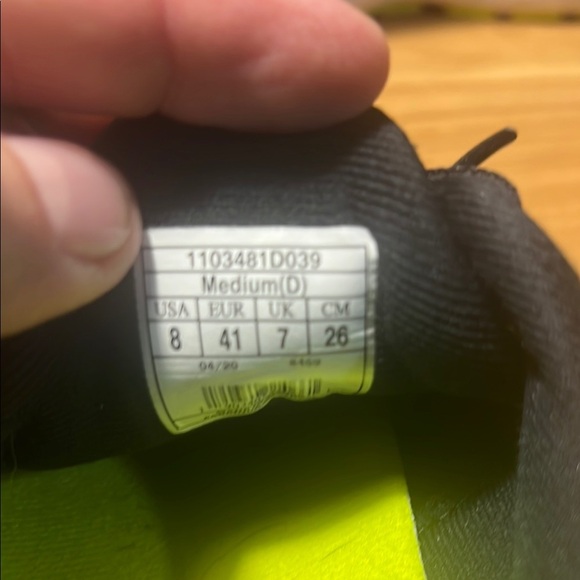 1103481D039
Medium(D)
USA EUR UK CM
8 41 7 26
04/20